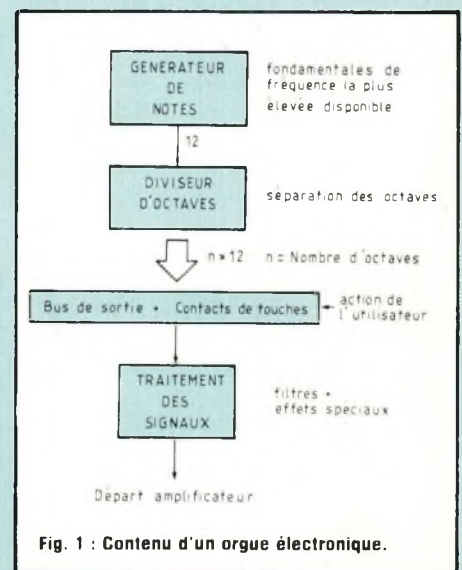 GENERATEUR
DE
NOTES
fondamentales de
fréquence la plus
élevée disponible
12
DIVISEUR
D'OCTAVES
séparation des octaves
n * 12 n = Nombre d'octaves
Bus de sortie + Contacts de touches
action de
l'utilisateur
TRAITEMENT
DES
SIGNAUX
filtres +
effets spéciaux
Départ amplificateur
Fig. 1 : Contenu d'un orgue électronique.